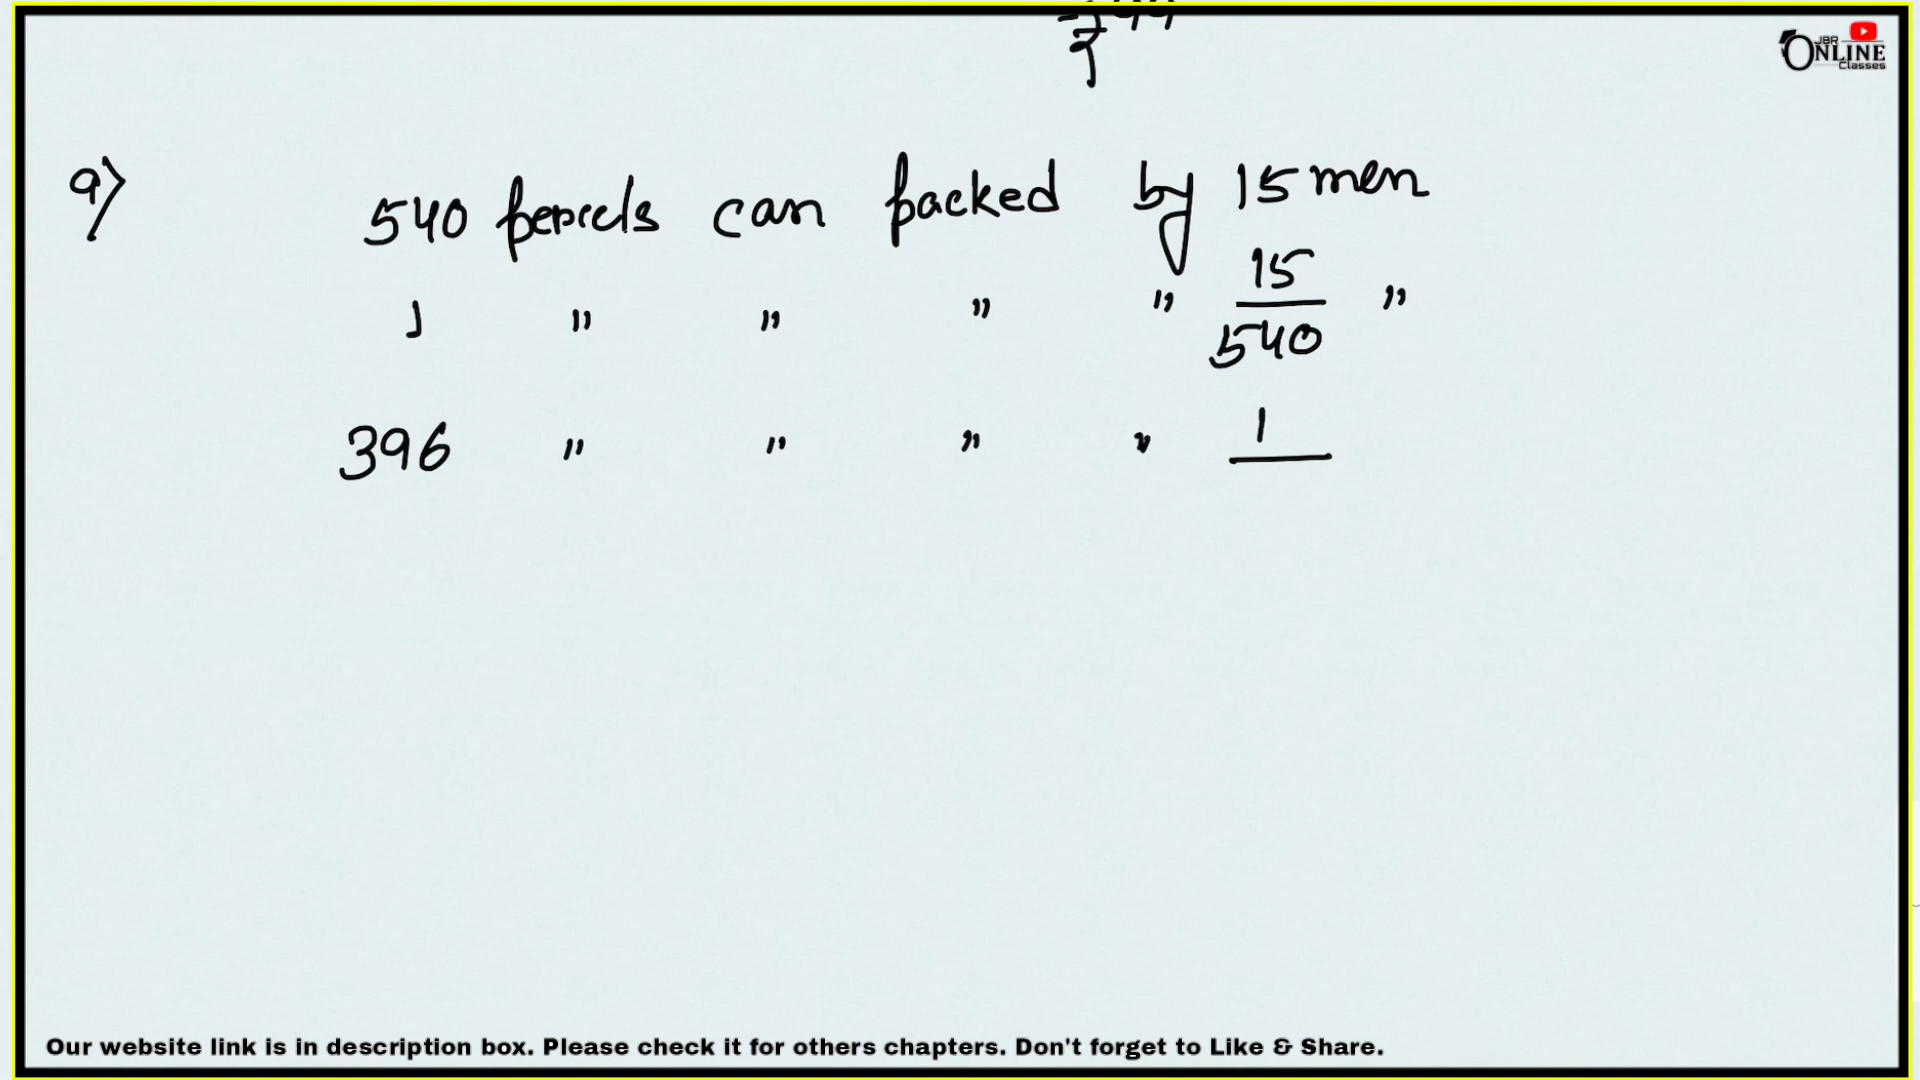 JBR
ONLINE
Classes
9) 540 can packed by 15 men
1 " " " " 15/540 "
396 " " " " 1
Our website link is in description box. Please check it for others chapters. Don't forget to Like & Share.